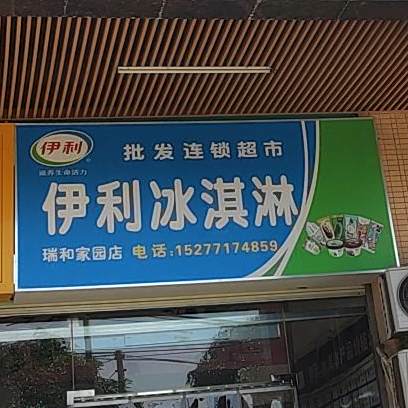 伊利
滋养生命活力
批发连锁超市
伊利冰淇淋
瑞和家园店 电话:15277174859